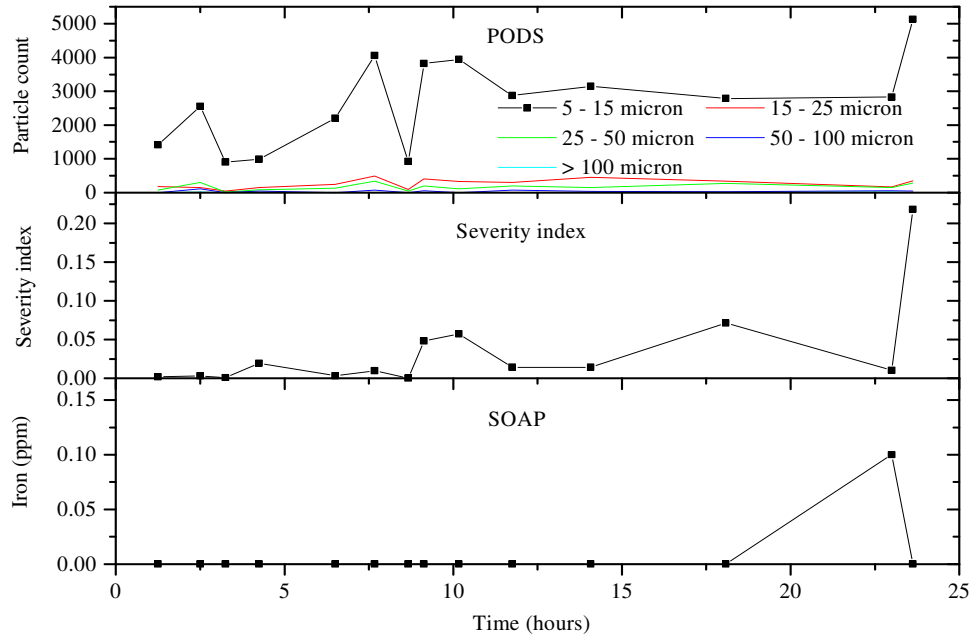 5000
PODS
4000
3000
5 - 15 micron 15 - 25 micron
2000
25 - 50 micron 50 - 100 micron
1000
> 100 micron
0
Particle count
Severity index
0.20
0.15
0.10
0.05
0.00
Severity index
0.15
SOAP
0.10
0.05
0.00
Iron (ppm)
0 5 10 15 20 25
Time (hours)